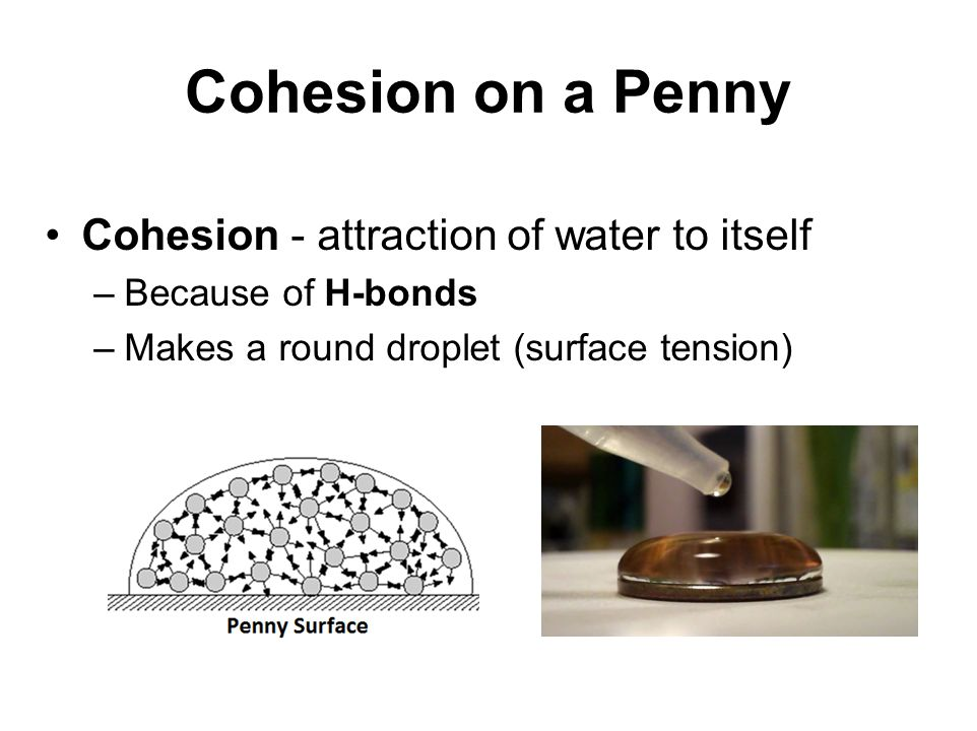 Cohesion on a Penny
• Cohesion - attraction of water to itself
– Because of H-bonds
– Makes a round droplet (surface tension)
Penny Surface